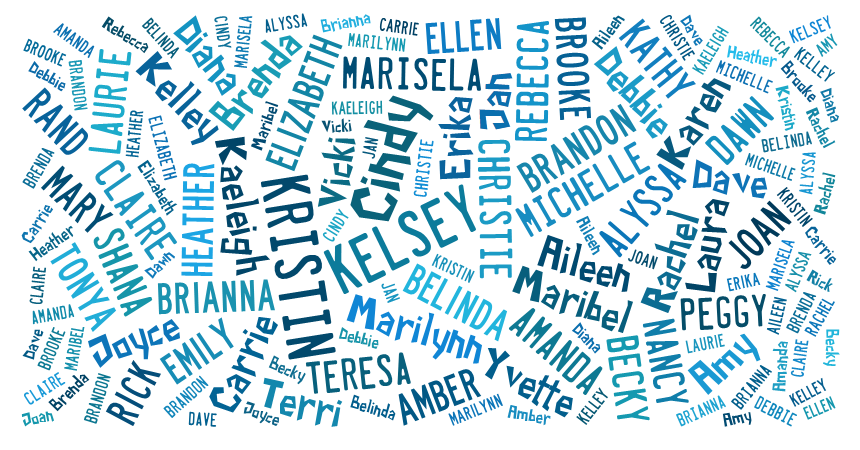 AMANDA
Rebecca
BELINDA
CINDY
MARISELA
ALYSSA
Brianna
CARRIE
MARILYNN
ELLEN
REBECCA
BROOKE
Aileen
KATHY
CHRISTIE
Dave
KAELEIGH
REBECCA
KELSEY
BROOKE
Debbie
BRANDON
LAURIE
Kelley
Diana
Brenda
ELIZABETH
MARISELA
Jan
Debbie
MICHELLE
Heather
Brooke
KELLEY
AMY
RAND
HEATHER
ELIZABETH
Maribel
KAELEIGH
Vicki
Cindy
Erika
BRANDON
Karen
DAWN
Kristin
Diana
Rachel
BRENDA
MARY
CLAIRE
Elizabeth
Kaeleigh
Vicki
JAN
CHRISTIE
CHRISTIE
MICHELLE
ALYSSA
Dave
BELINDA
MICHELLE
ALYSSA
Rachel
Carrie
Heather
SHANA
HEATHER
KRISTIN
CINDY
KELSEY
Aileen
Rachel
Laura
JOAN
KRISTIN
Carrie
TONYA
Dawn
KRISTIN
Aileen
JOAN
MARISELA
CLAIRE
BRIANNA
JAN
BELINDA
Maribel
PEGGY
ERIKA
ALYSSA
Rick
AMANDA
Joyce
EMILY
Carrie
Marilynn
AMANDA
Diana
NANCY
LAURIE
AILEEN
BRENDA
RACHEL
Dave
BROOKE
MARIBEL
Debbie
Yvette
BECKY
Amy
Amanda
CLAIRE
Becky
CLAIRE
Brenda
RICK
BRANDON
Becky
TERESA
AMBER
BRIANNA
KELLEY
Joan
BRANDON
DAVE
Joyce
Terri
Belinda
MARILYNN
Amber
KELLEY
BRIANNA
Amy
DEBBIE
ELLEN